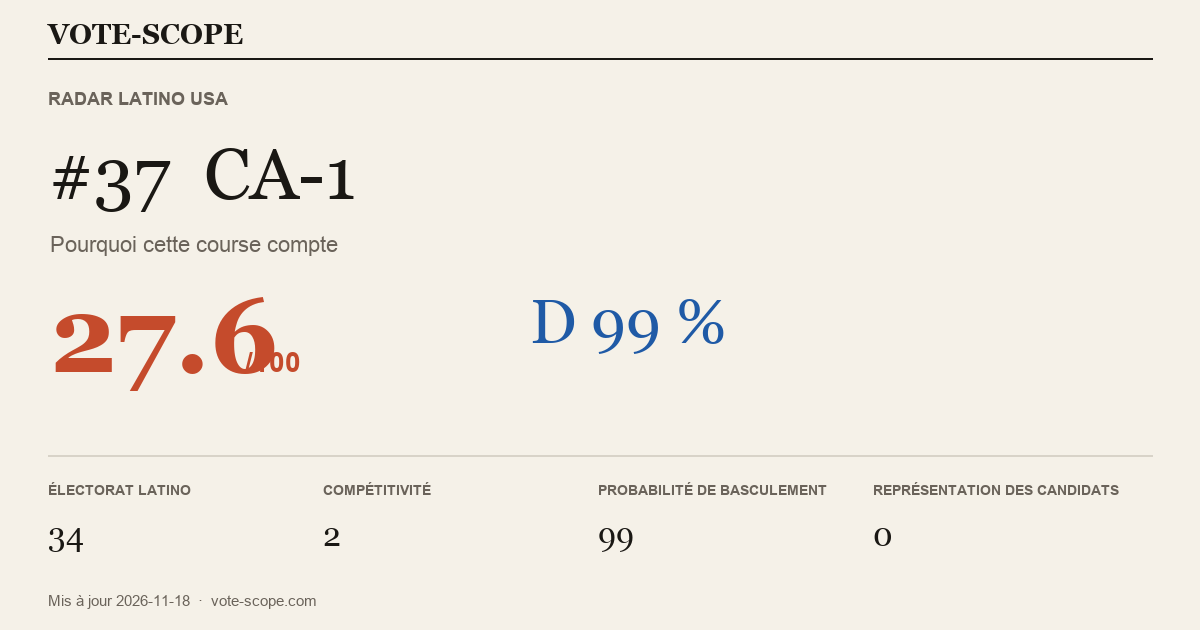 VOTE-SCOPE
RADAR LATINO USA
#37 CA-1
Pourquoi cette course compte
27.6/100 D 99 %
ÉLECTORAT LATINO COMPÉTITIVITÉ PROBABILITÉ DE BASCULEMENT REPRÉSENTATION DES CANDIDATS
34 2 99 0
Mis à jour 2026-11-18 · vote-scope.com